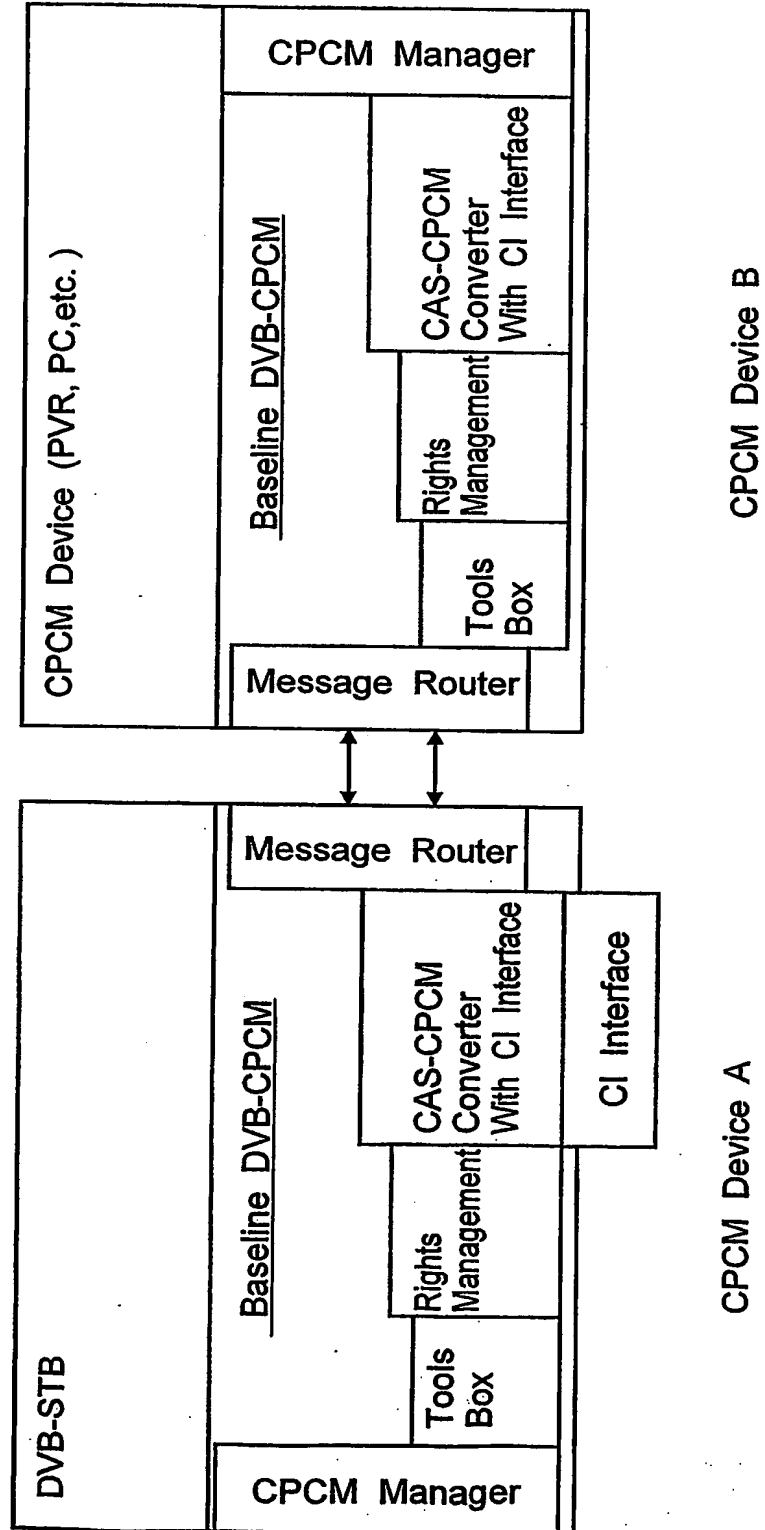 DVB-STB
Baseline DVB-CPCM
CPCM Manager
Tools
Box
Rights
Management
CAS-CPCM
Converter
With CI Interface
Message Router
CI Interface
CPCM Device A
CPCM Device (PVR, PC,etc. )
Baseline DVB-CPCM
Message Router
Tools
Box
Rights
Management
CAS-CPCM
Converter
With CI Interface
CPCM Manager
CPCM Device B